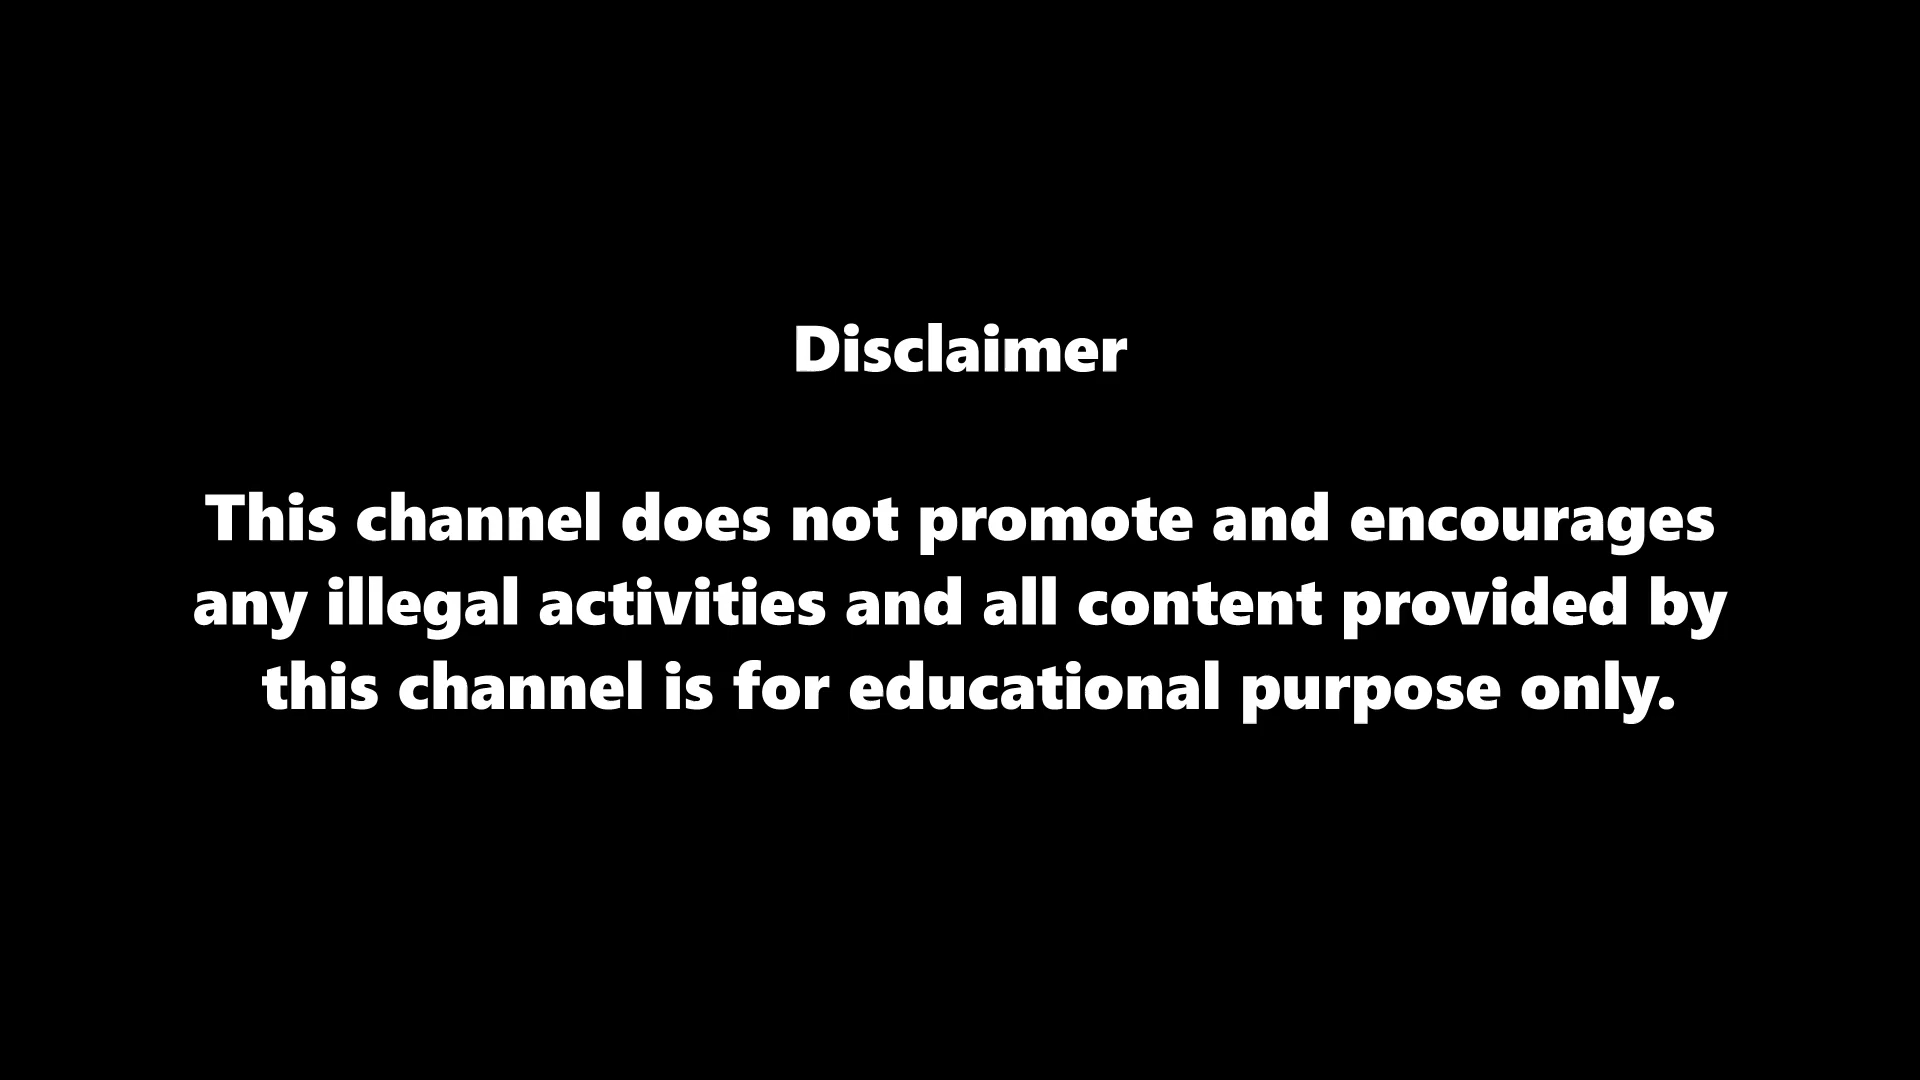 Disclaimer
This channel does not promote and encourages
any illegal activities and all content provided by
this channel is for educational purpose only.